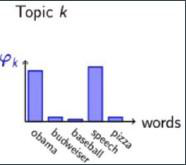 Topic k
φk
words
obama
budweiser
baseball
speech
pizza